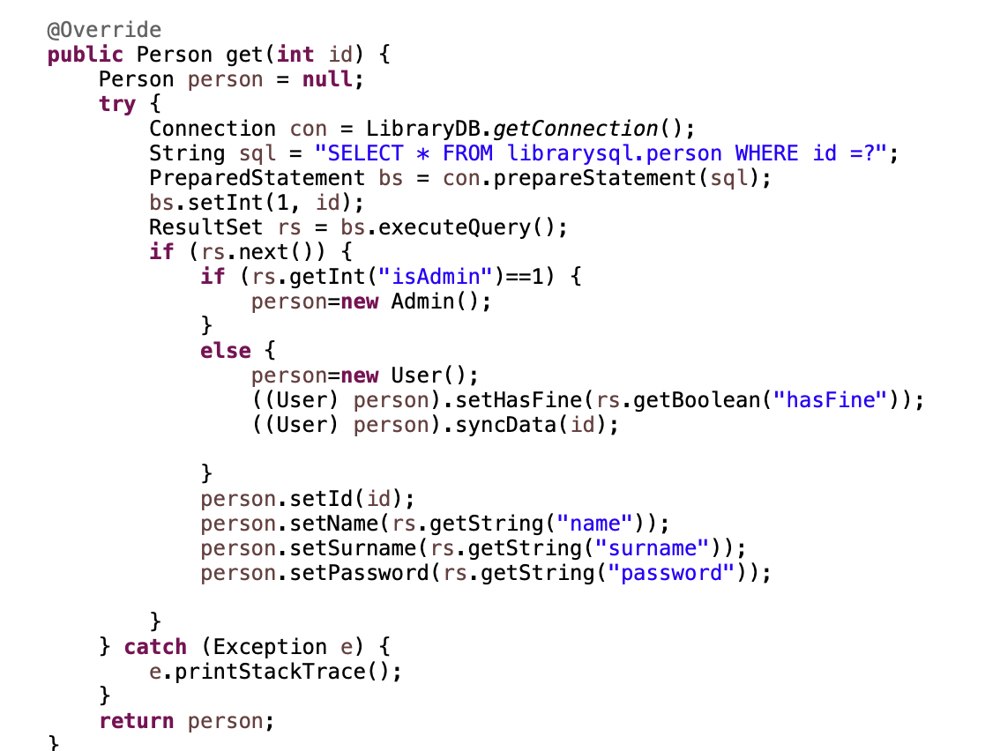 @Override
public Person get(int id) {
    Person person = null;
    try {
        Connection con = LibraryDB.getConnection();
        String sql = "SELECT * FROM librarysql.person WHERE id =?";
        PreparedStatement bs = con.prepareStatement(sql);
        bs.setInt(1, id);
        ResultSet rs = bs.executeQuery();
        if (rs.next()) {
            if (rs.getInt("isAdmin")==1) {
                person=new Admin();
            }
            else {
                person=new User();
                ((User) person).setHasFine(rs.getBoolean("hasFine"));
                ((User) person).syncData(id);

            }
            person.setId(id);
            person.setName(rs.getString("name"));
            person.setSurname(rs.getString("surname"));
            person.setPassword(rs.getString("password"));

        }
    } catch (Exception e) {
        e.printStackTrace();
    }
    return person;
}